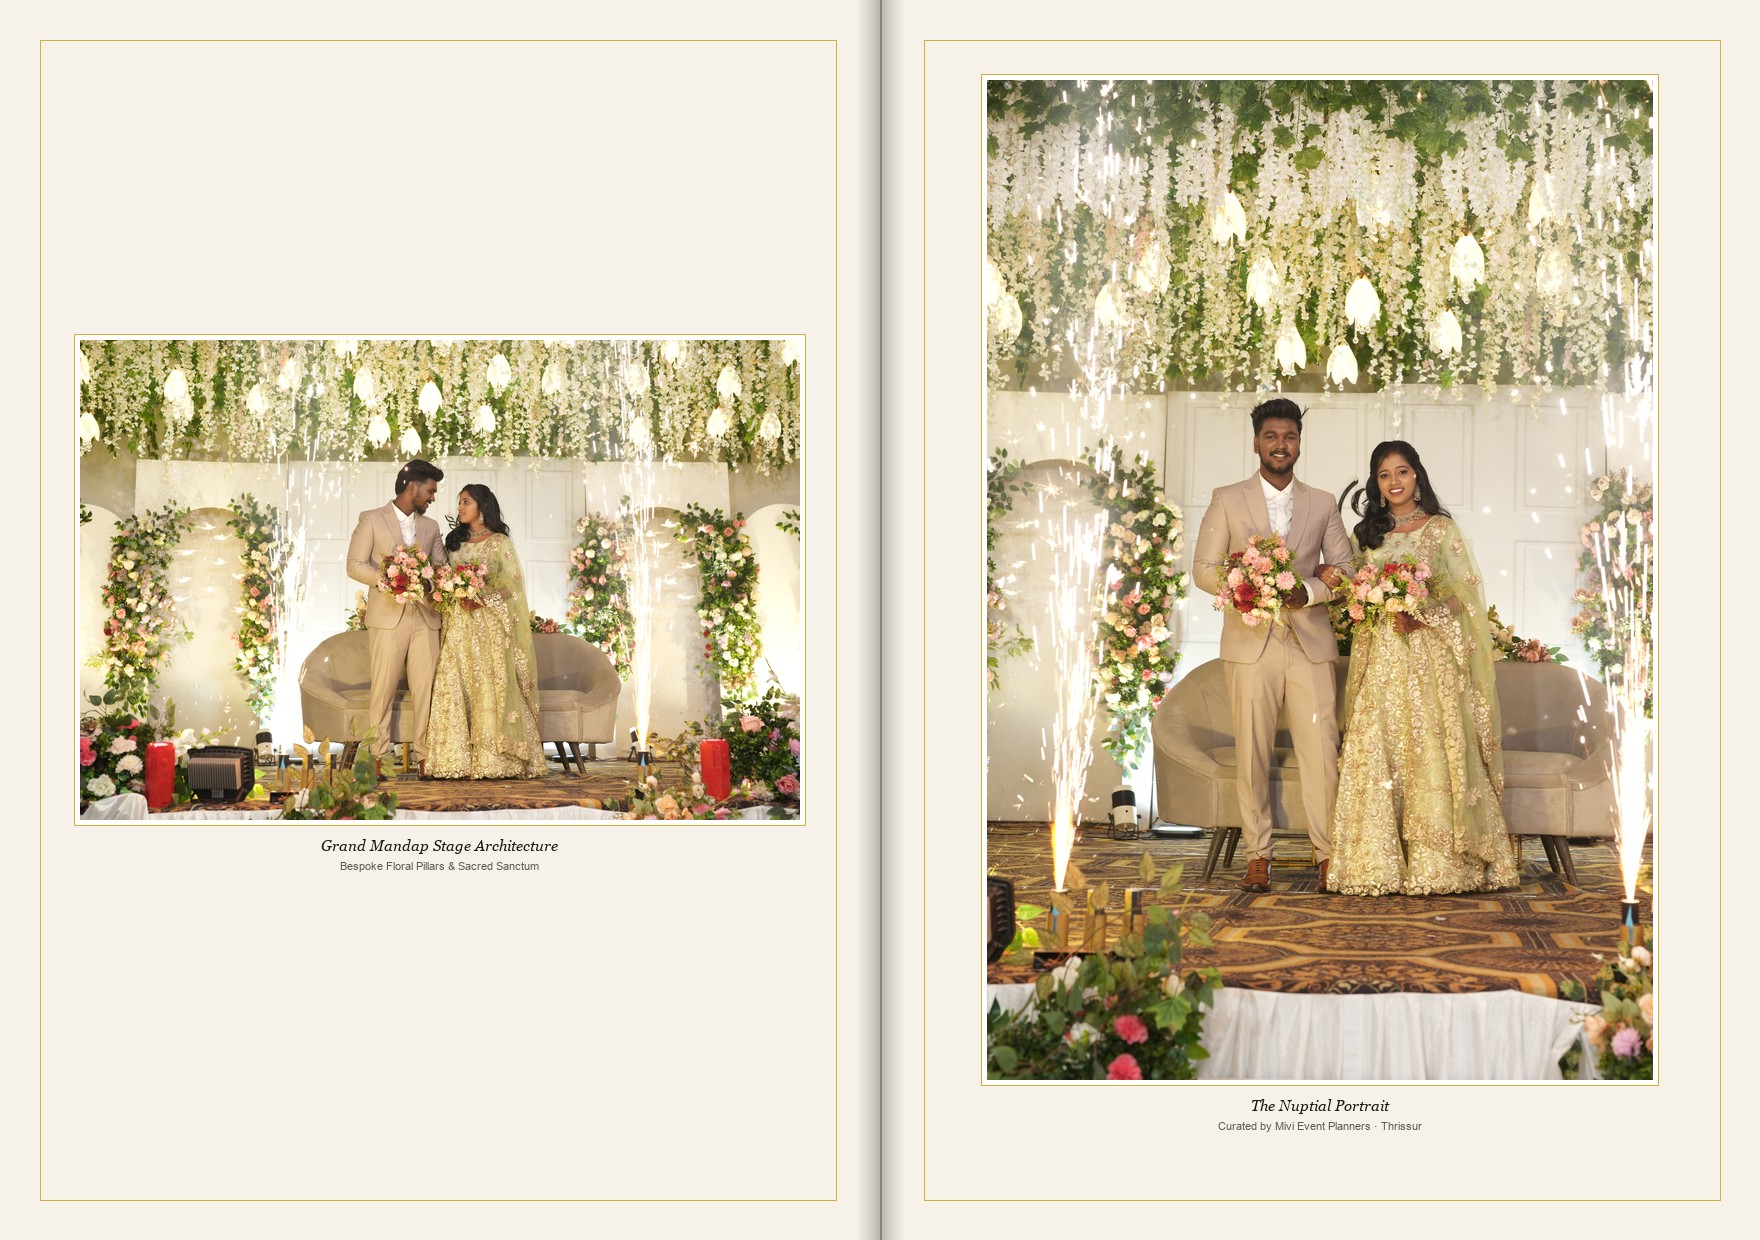 Grand Mandap Stage Architecture
Bespoke Floral Pillars & Sacred Sanctum
The Nuptial Portrait
Curated by Mivi Event Planners · Thrissur